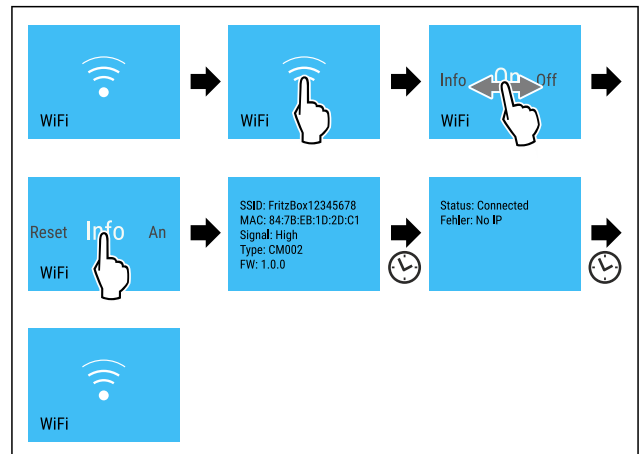 WiFi
WiFi
Info On Off
WiFi
Reset Info An
WiFi
SSID: FritzBox12345678
MAC: 84:7B:EB:1D:2D:C1
Signal: High
Type: CM002
FW: 1.0.0
Status: Connected
Fehler: No IP
WiFi